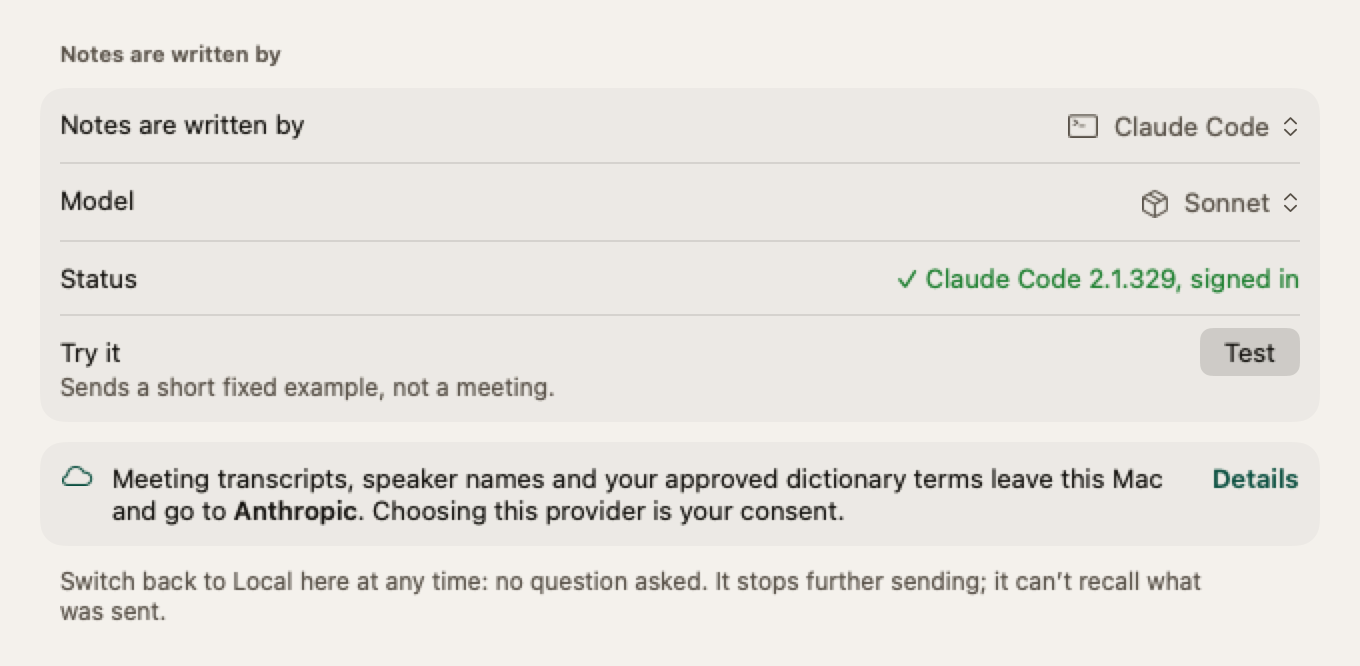 Notes are written by
Notes are written by Claude Code
Model Sonnet
Status ✓ Claude Code 2.1.329, signed in
Try it Test
Sends a short fixed example, not a meeting.
Meeting transcripts, speaker names and your approved dictionary terms leave this Mac Details
and go to Anthropic. Choosing this provider is your consent.
Switch back to Local here at any time: no question asked. It stops further sending; it can’t recall what
was sent.